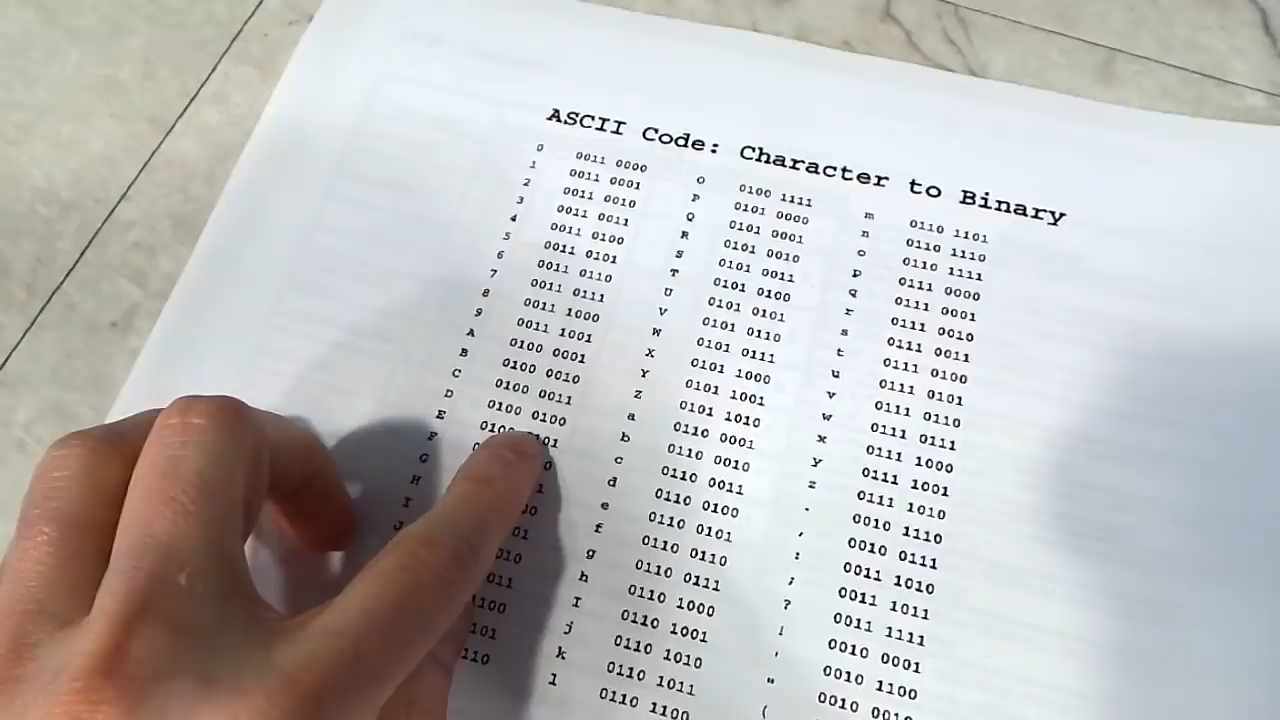 ASCII Code: Character to Binary
0 0011 0000
1 0011 0001
2 0011 0010
3 0011 0011
4 0011 0100
5 0011 0101
6 0011 0110
7 0011 0111
8 0011 1000
9 0011 1001
A 0100 0001
B 0100 0010
C 0100 0011
D 0100 0100
E 0100
F
G
H
I
O 0100 1111
P 0101 0000
Q 0101 0001
R 0101 0010
S 0101 0011
T 0101 0100
U 0101 0101
V 0101 0110
W 0101 0111
X 0101 1000
Y 0101 1001
Z 0101 1010
a 0110 0001
b 0110 0010
c 0110 0011
d 0110 0100
e 0110 0101
f 0110 0110
g 0110 0111
h 0110 1000
I 0110 1001
j 0110 1010
k 0110 1011
l 0110 1100
m 0110 1101
n 0110 1110
o 0110 1111
p 0111 0000
q 0111 0001
r 0111 0010
s 0111 0011
t 0111 0100
u 0111 0101
v 0111 0110
w 0111 0111
x 0111 1000
y 0111 1001
z 0111 1010
. 0010 1110
, 0010 0111
: 0011 1010
; 0011 1011
? 0011 1111
! 0010 0001
' 0010 1100
" 0010 0010
(